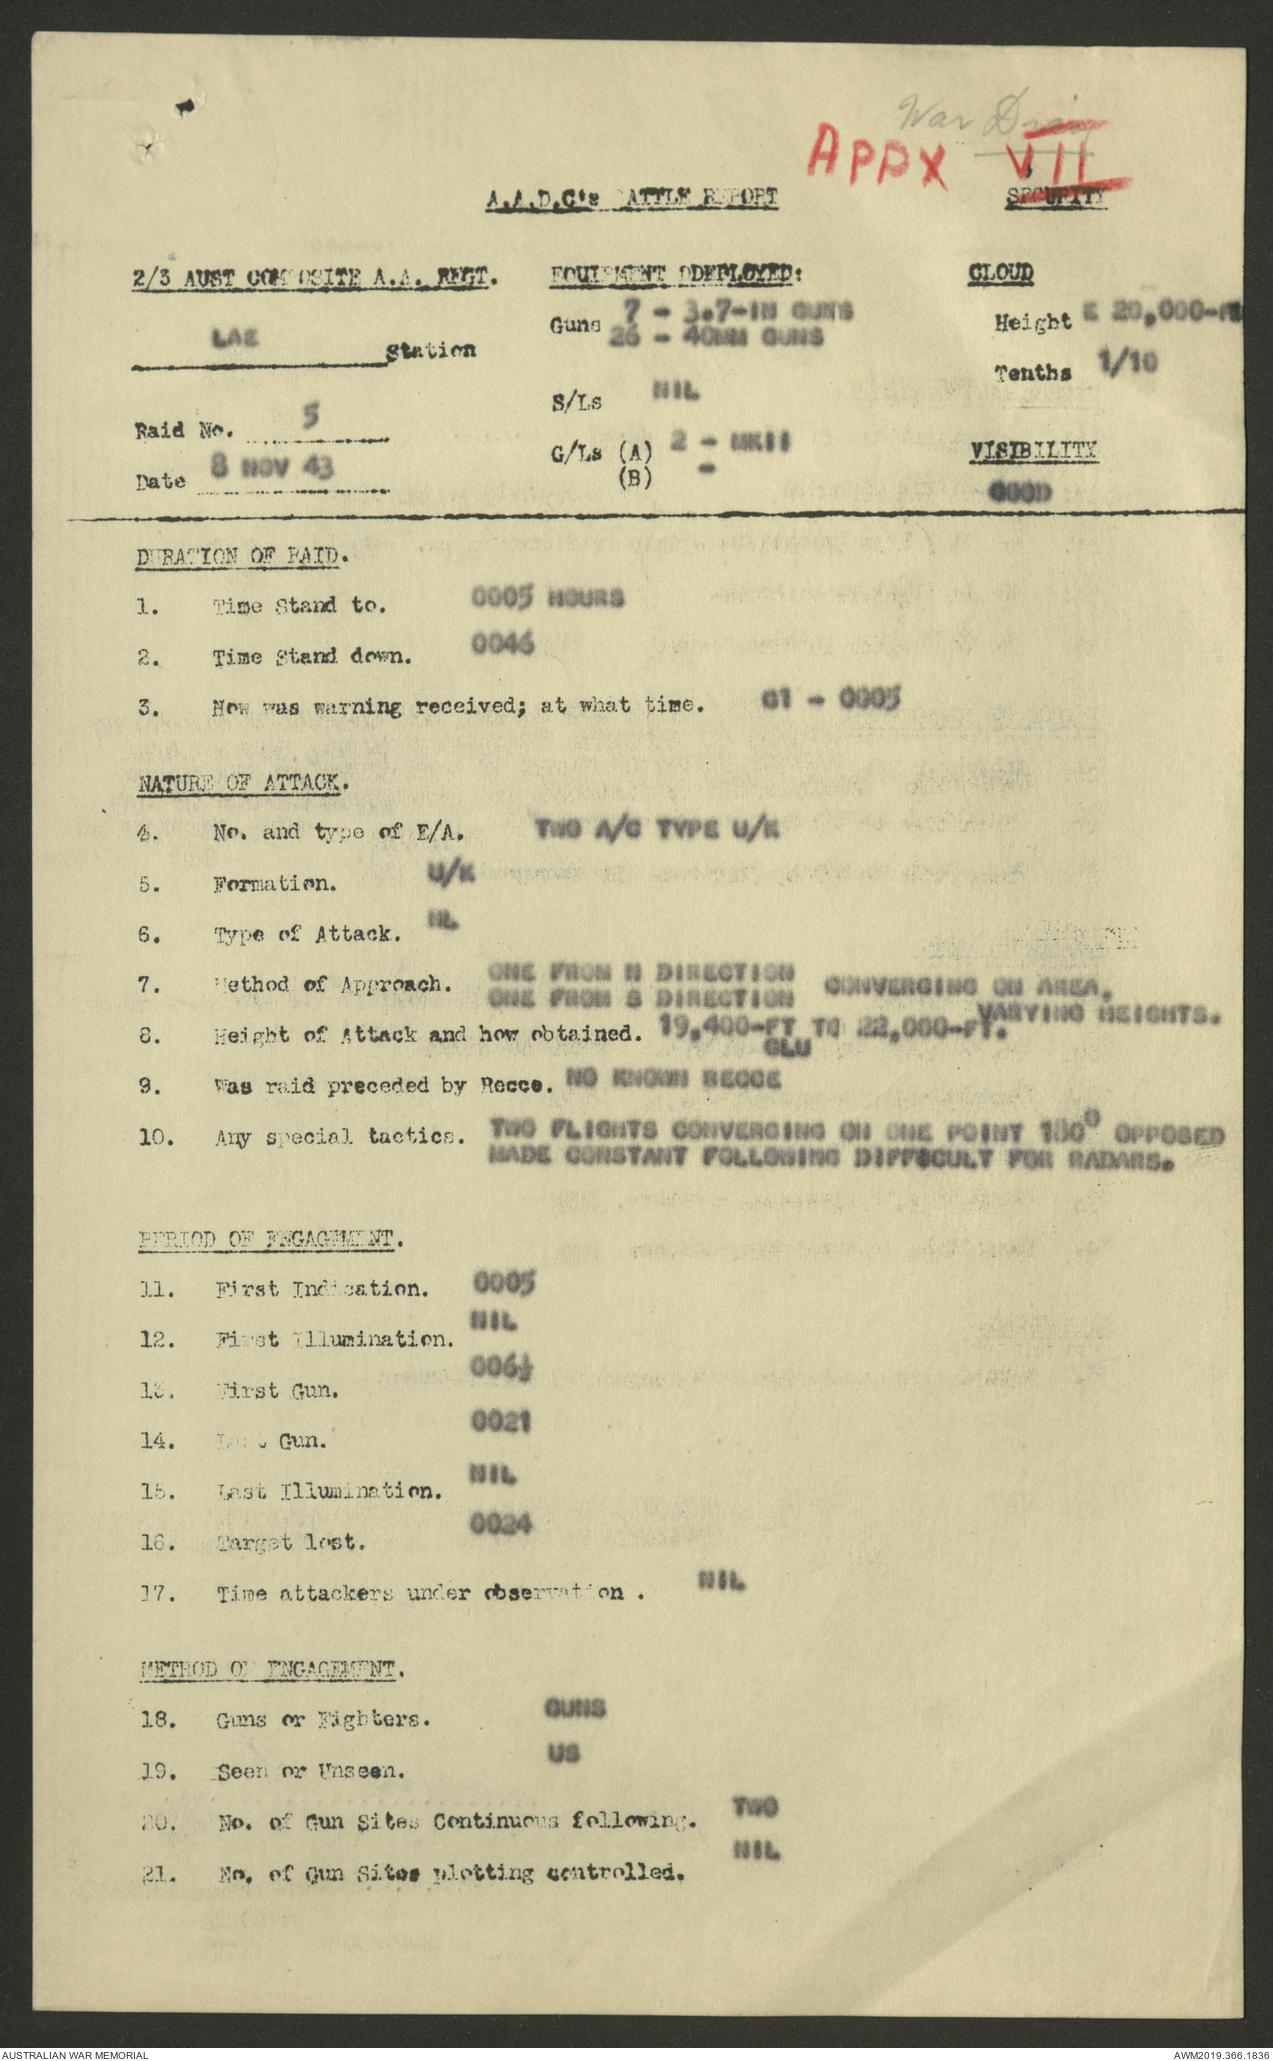 War Diary
APPX VII
A.A.D.C's BATTLE REPORT
SECURITY
2/3 AUST COMPOSITE A.A. REGT.
LAE Station
Raid No. 5
Date 8 NOV 43
EQUIPMENT DDEPLOYED:
Guns 7 - 3.7-IN GUNS
26 - 40MM GUNS
S/Ls NIL
G/Ls (A) 2 - MKII
(B) -
CLOUD
Height E 20,000-FT
Tenths 1/10
VISIBILITY
GOOD
DURATION OF RAID.
1. Time Stand to. 0005 HOURS
2. Time Stand down. 0046
3. How was warning received; at what time. G1 - 0005
NATURE OF ATTACK.
4. No. and type of E/A. TWO A/C TYPE U/K
5. Formation. U/K
6. Type of Attack. HL
7. Method of Approach. ONE FROM N DIRECTION
ONE FROM S DIRECTION CONVERGING ON AREA,
VARYING HEIGHTS.
8. Height of Attack and how obtained. 19,400-FT TO 22,000-FT.
GLU
9. Was raid preceded by Recce. NO KNOWN RECCE
10. Any special tactics. TWO FLIGHTS CONVERGING ON ONE POINT 180° OPPOSED
MADE CONSTANT FOLLOWING DIFFICULT FOR RADARS.
PERIOD OF ENGAGEMENT.
11. First Indication. 0005
12. First Illumination. NIL
13. First Gun. 006½
14. Last Gun. 0021
15. Last Illumination. NIL
16. Target lost. 0024
17. Time attackers under observation . NIL
METHOD OF ENGAGEMENT.
18. Guns or Fighters. GUNS
19. Seen or Unseen. US
20. No. of Gun Sites Continuous following. TWO
21. No. of Gun Sites plotting controlled. NIL
AUSTRALIAN WAR MEMORIAL
AWM2019.366.1836